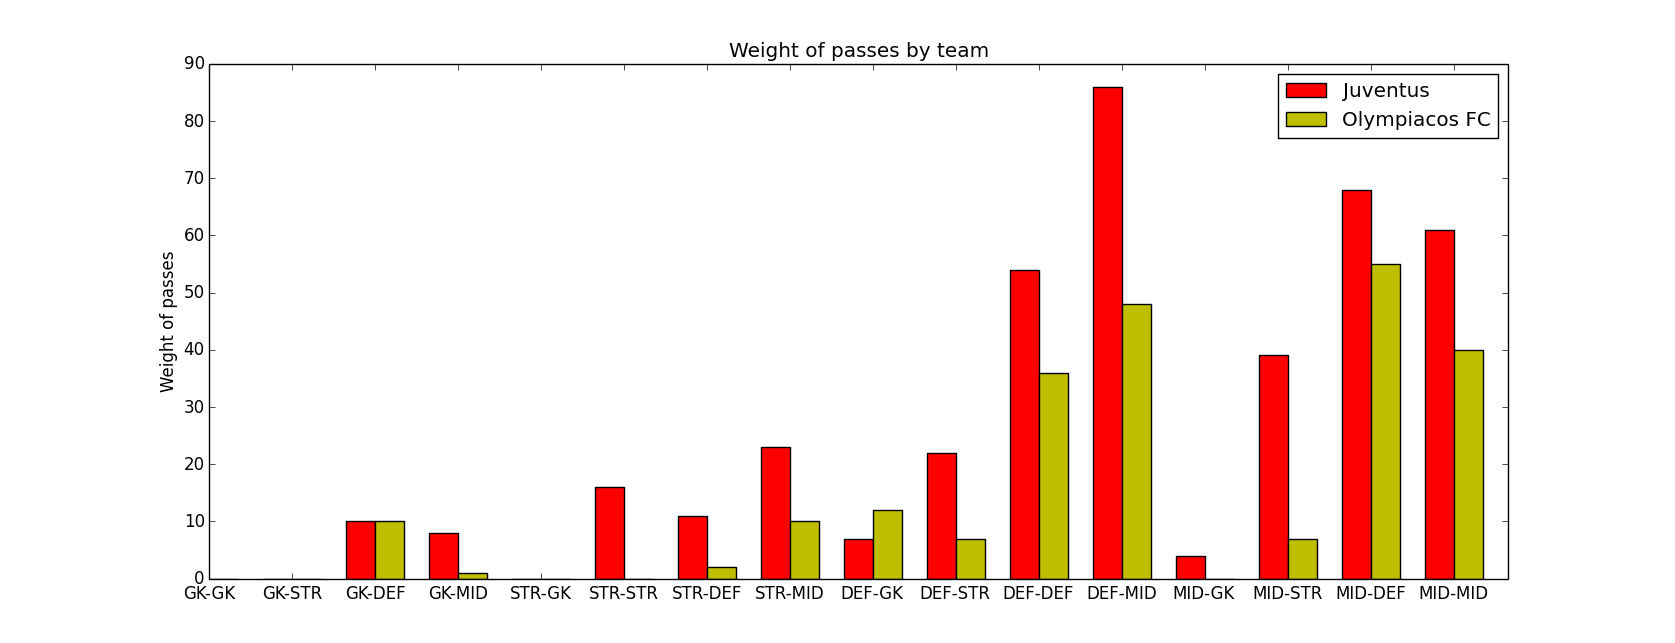 Weight of passes by team
Juventus
Olympiacos FC
Weight of passes
90
80
70
60
50
40
30
20
10
0
GK-GK GK-STR GK-DEF GK-MID STR-GK STR-STR STR-DEF STR-MID DEF-GK DEF-STR DEF-DEF DEF-MID MID-GK MID-STR MID-DEF MID-MID